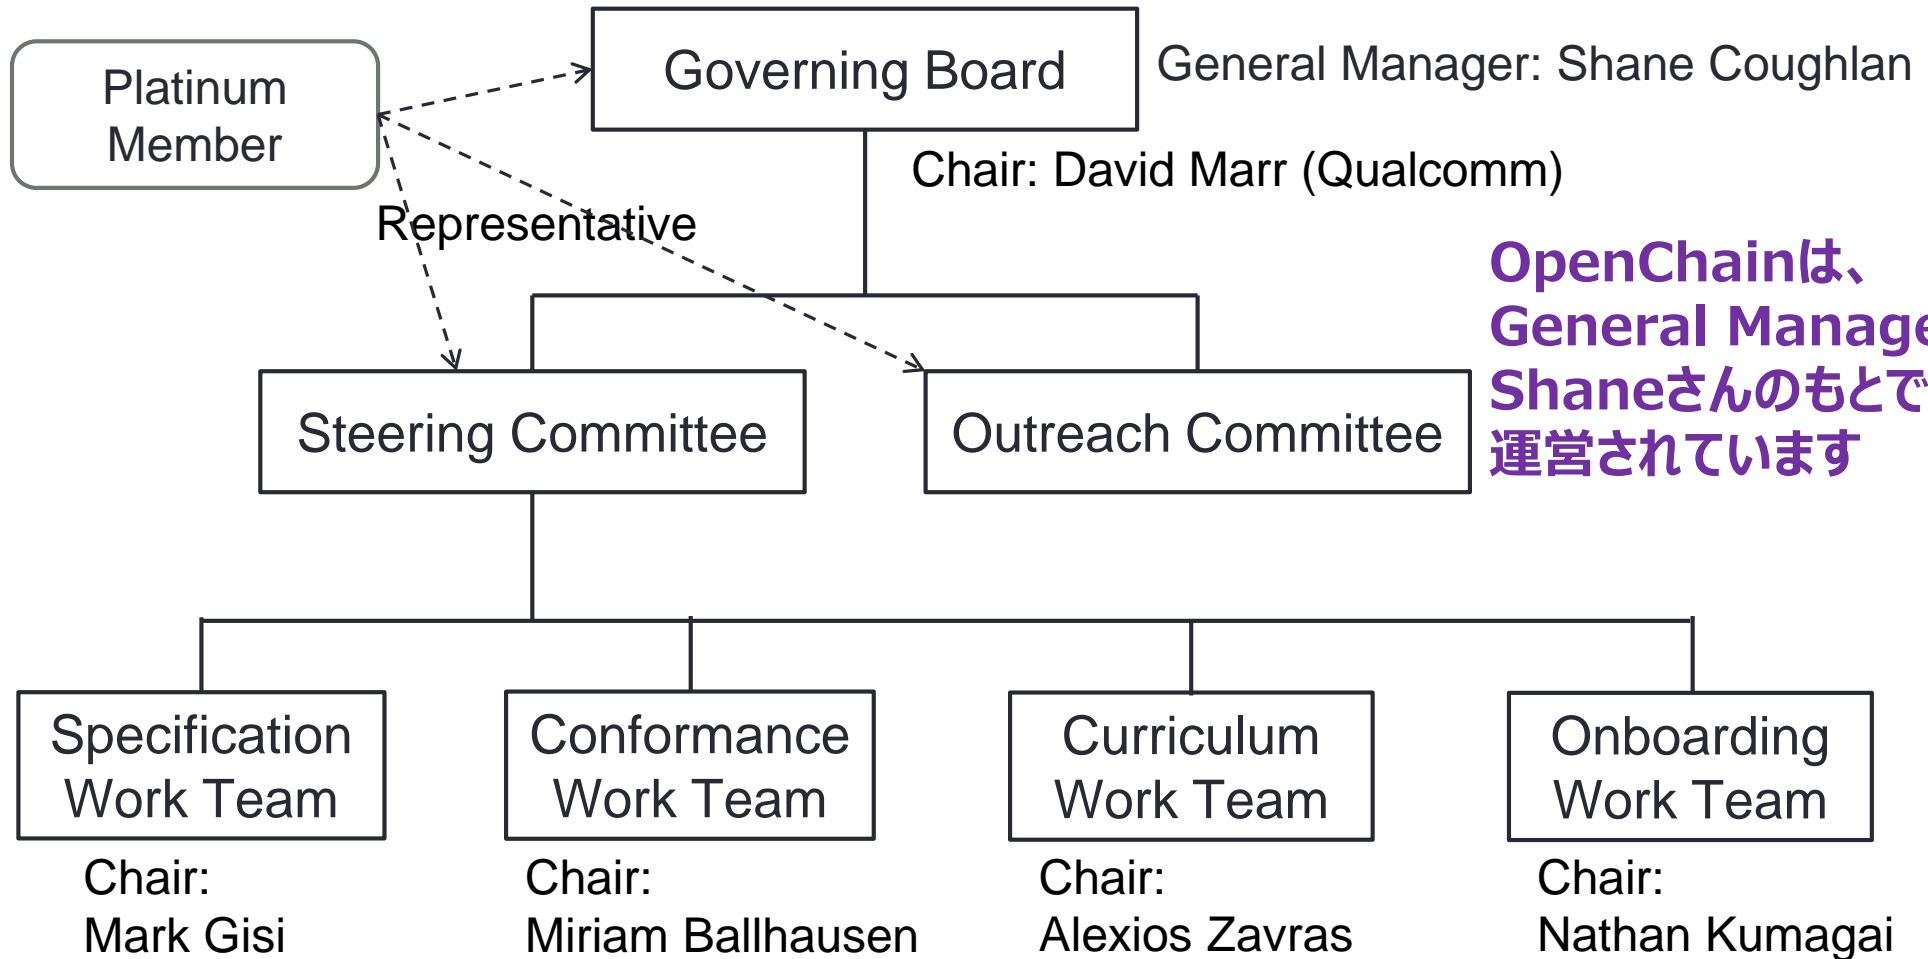 Platinum
Member
Governing Board
General Manager: Shane Coughlan
Chair: David Marr (Qualcomm)
Representative
OpenChainは、
General Manage
Shaneさんのもとで
運営されています
Steering Committee
Outreach Committee
Specification
Work Team
Conformance
Work Team
Curriculum
Work Team
Onboarding
Work Team
Chair:
Mark Gisi
Chair:
Miriam Ballhausen
Chair:
Alexios Zavras
Chair:
Nathan Kumagai